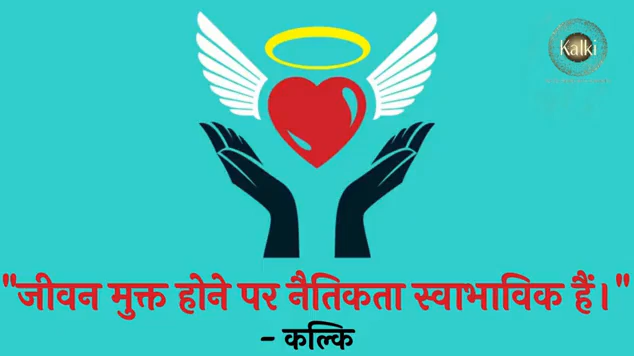 Kalki
"जीवन मुक्त होने पर नैतिकता स्वाभाविक हैं।"
- कल्कि